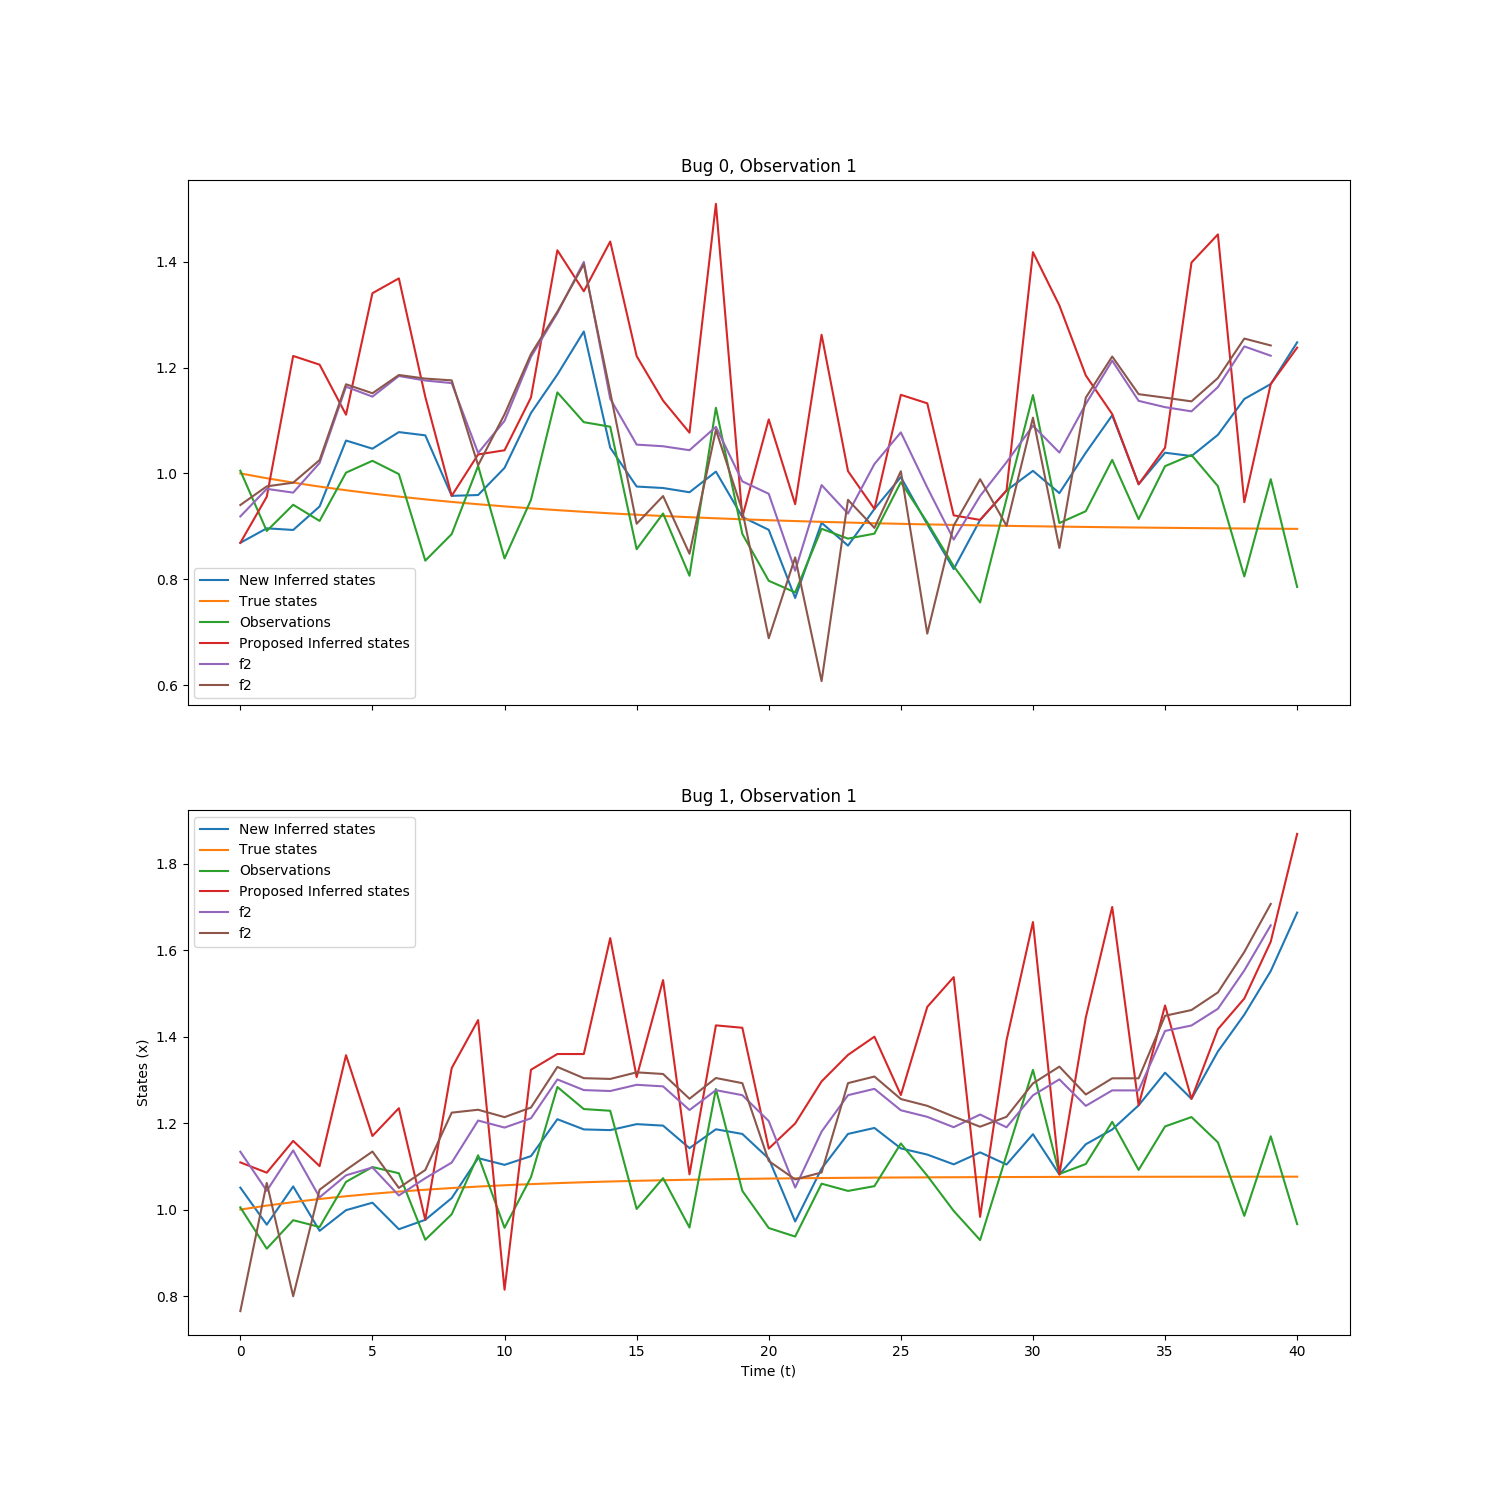 Bug 0, Observation 1
1.4
1.2
1.0
0.8
0.6
New Inferred states
True states
Observations
Proposed Inferred states
f2
f2
Bug 1, Observation 1
New Inferred states
True states
Observations
Proposed Inferred states
f2
f2
1.8
1.6
1.4
1.2
1.0
0.8
States (x)
0 5 10 15 20 25 30 35 40
Time (t)